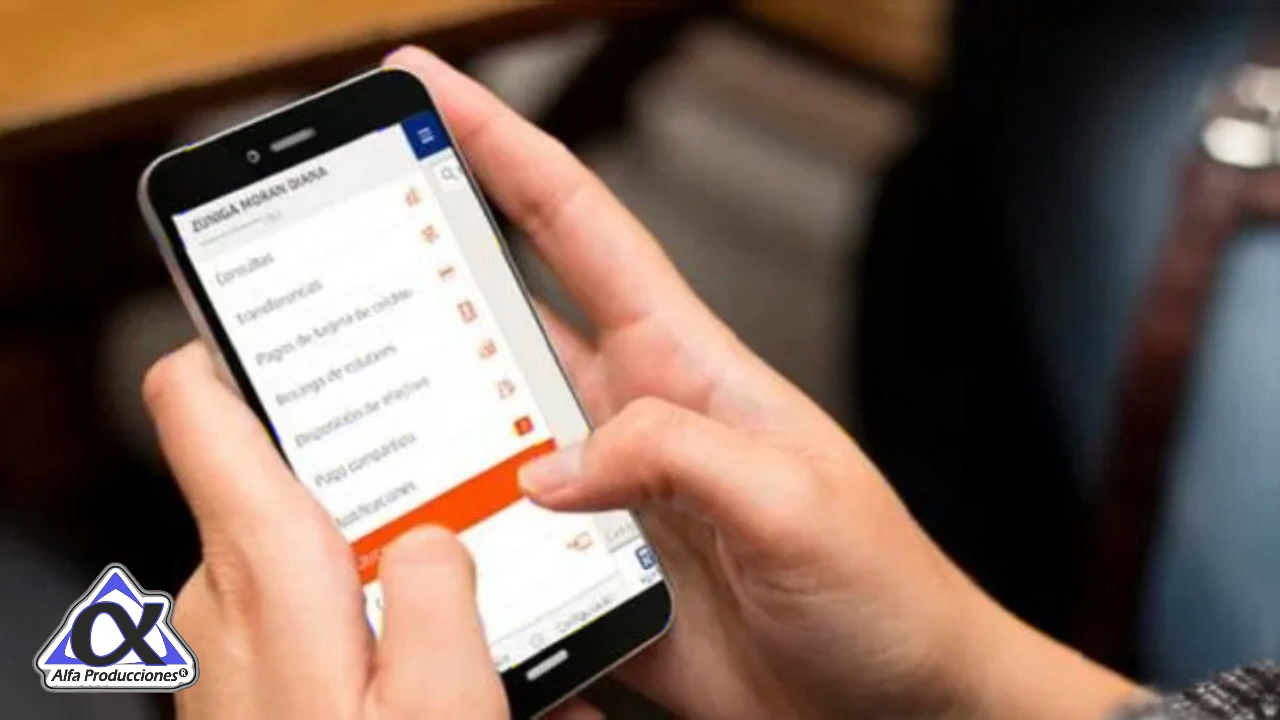 ZUNIGA MORAN DIANA
Consultas
Transferencias
Pagos de tarjeta de crédito
Recarga de celulares
Disposición de efectivo
Pago compartido
Notificaciones
α
Alfa Producciones®